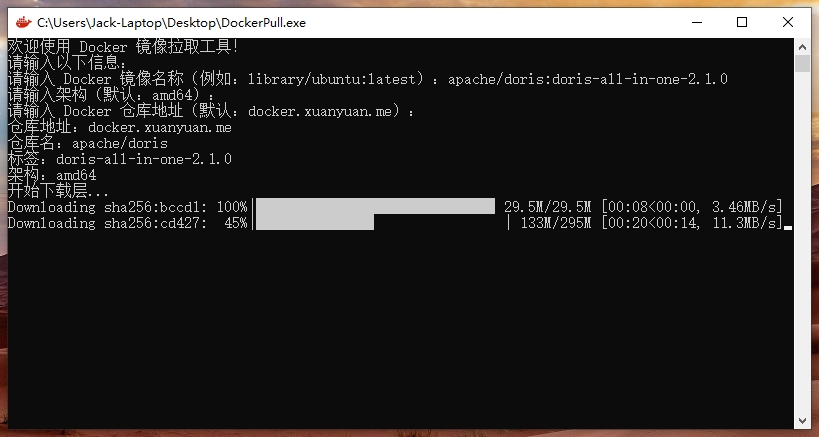 C:\Users\Jack-Laptop\Desktop\DockerPull.exe
欢迎使用 Docker 镜像拉取工具!
请输入以下信息:
请输入 Docker 镜像名称（例如：library/ubuntu:latest）：apache/doris:doris-all-in-one-2.1.0
请输入架构（默认：amd64）：
请输入 Docker 仓库地址（默认：docker.xuanyuan.me）：
仓库地址：docker.xuanyuan.me
仓库名：apache/doris
标签：doris-all-in-one-2.1.0
架构：amd64
开始下载层...
Downloading sha256:bccd1: 100%| 29.5M/29.5M [00:08<00:00, 3.46MB/s]
Downloading sha256:cd427:  45%| | 133M/295M [00:20<00:14, 11.3MB/s]